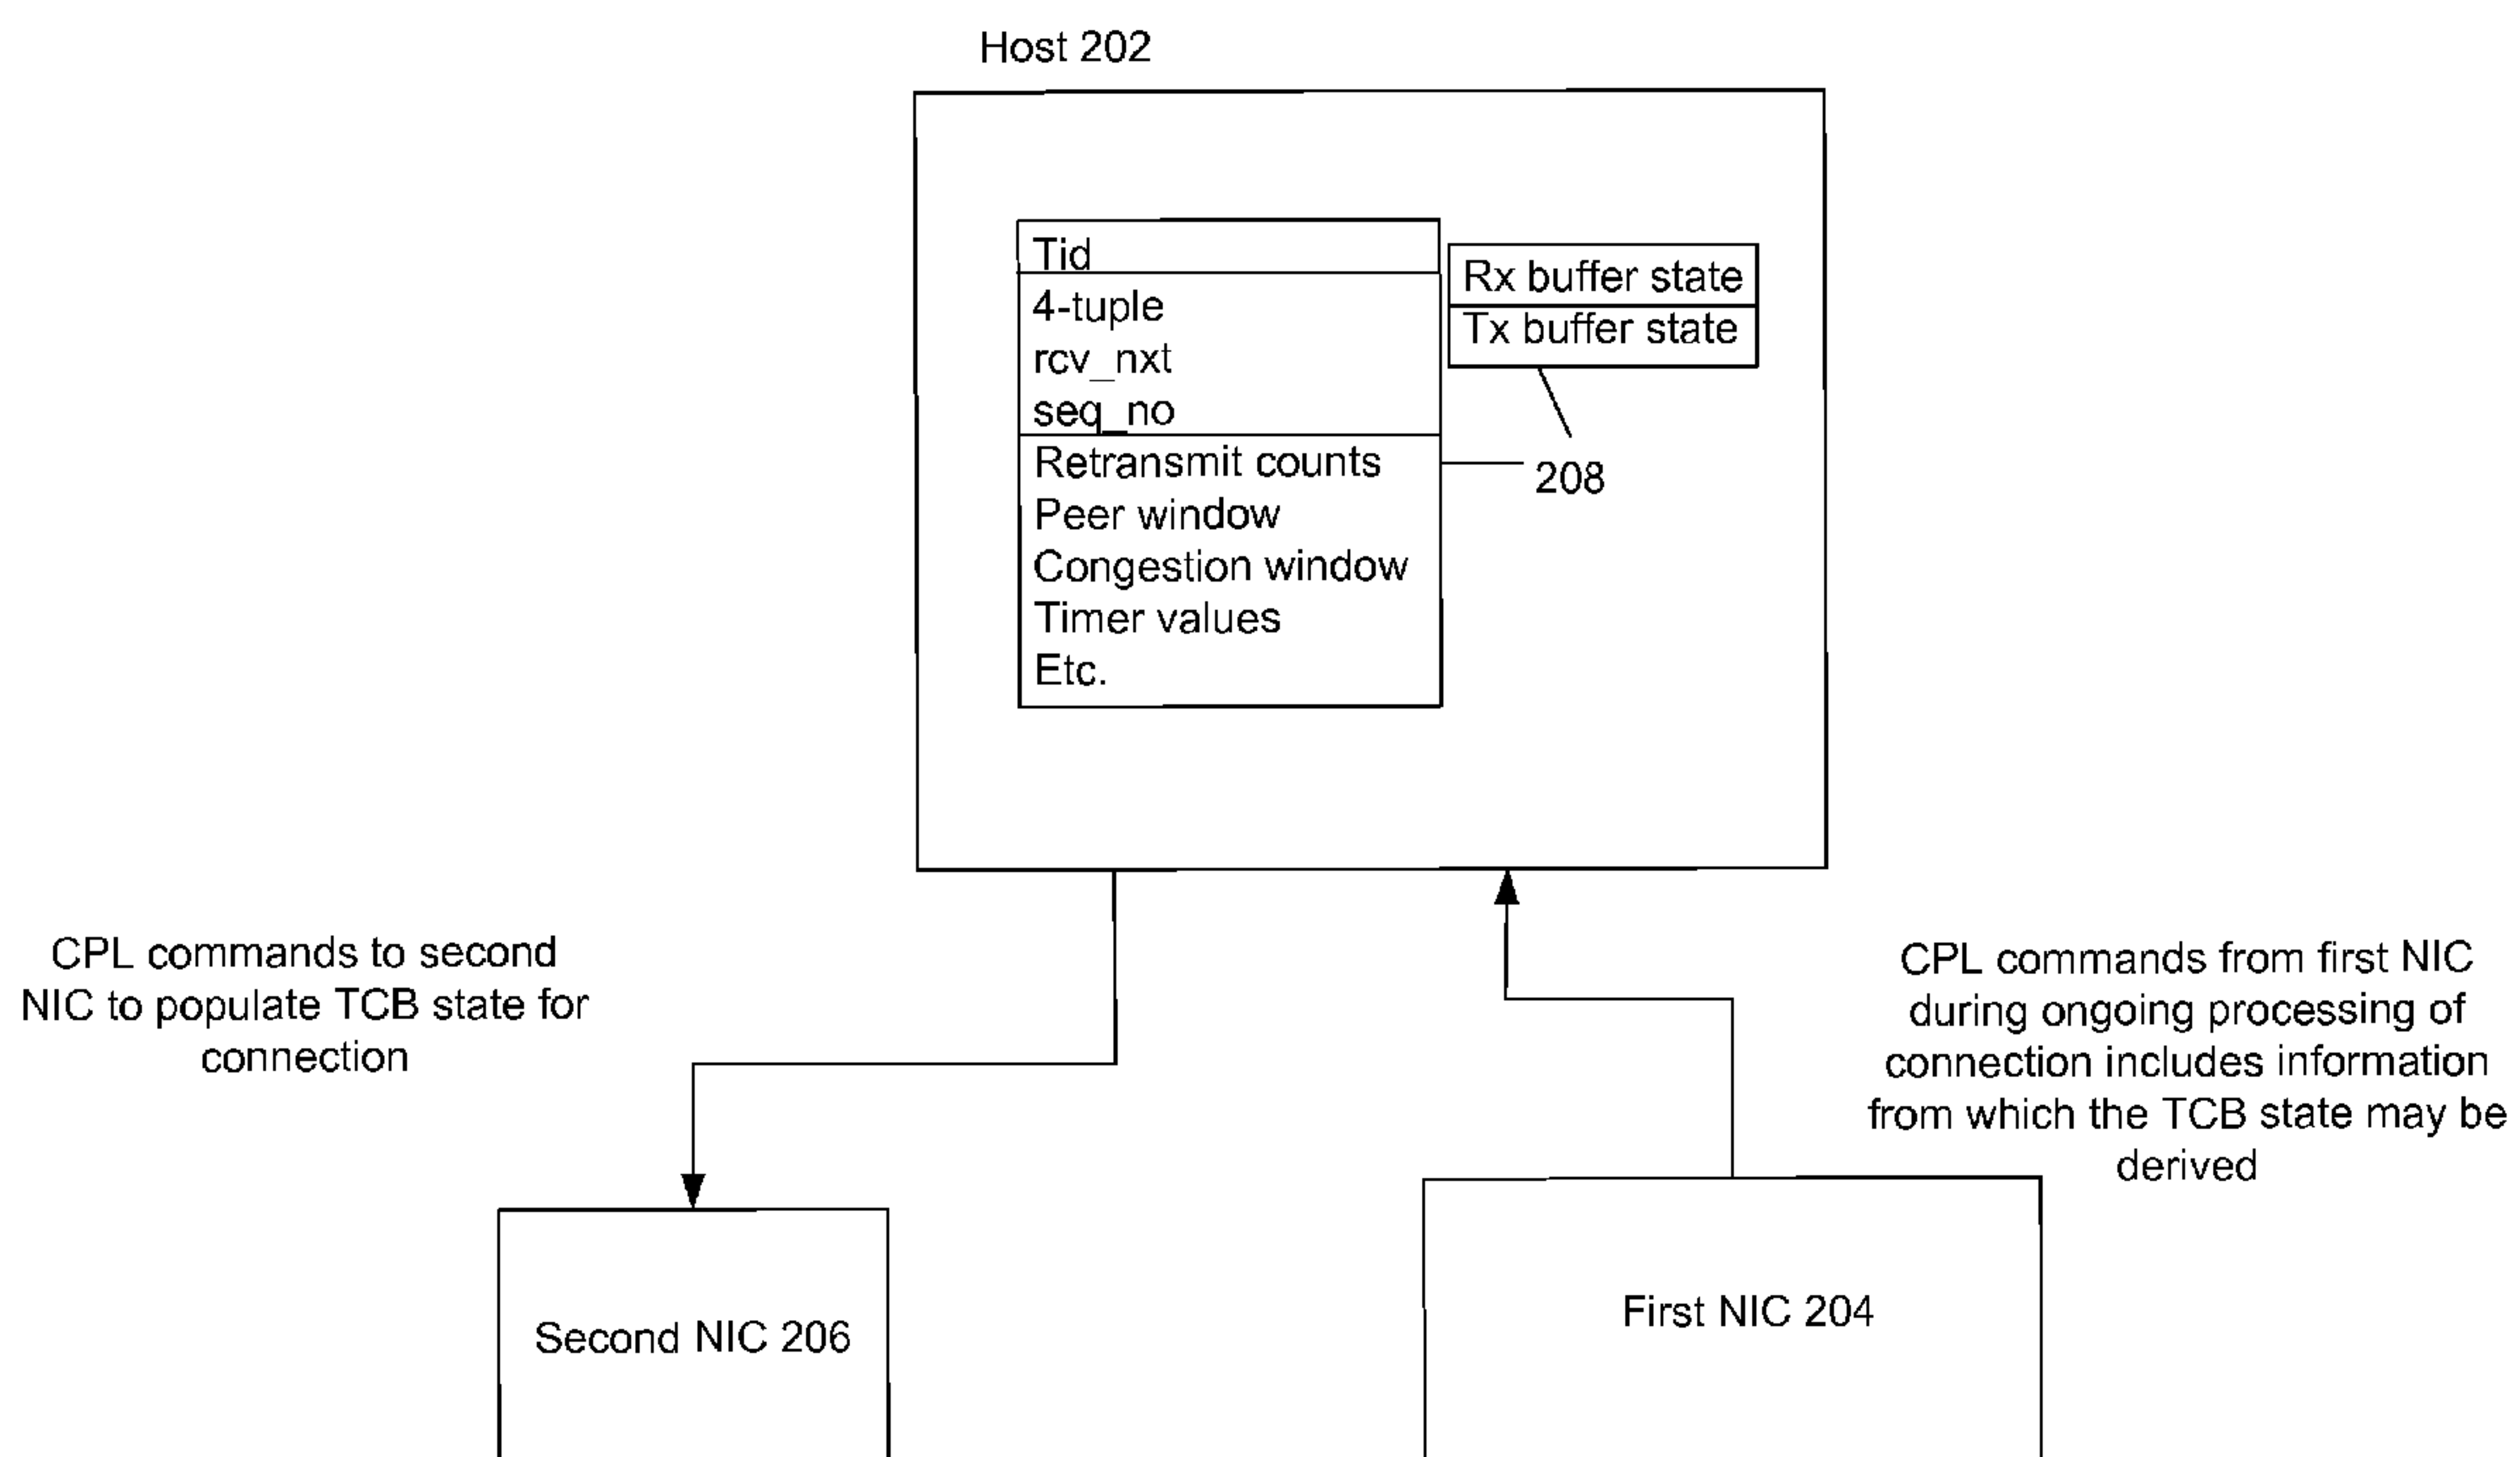 Host 202
Tid
4-tuple
rcv_nxt
seq_no
Retransmit counts
Peer window
Congestion window
Timer values
Etc.
Rx buffer state
Tx buffer state
208
CPL commands to second
NIC to populate TCB state for
connection
CPL commands from first NIC
during ongoing processing of
connection includes information
from which the TCB state may be
derived
Second NIC 206
First NIC 204